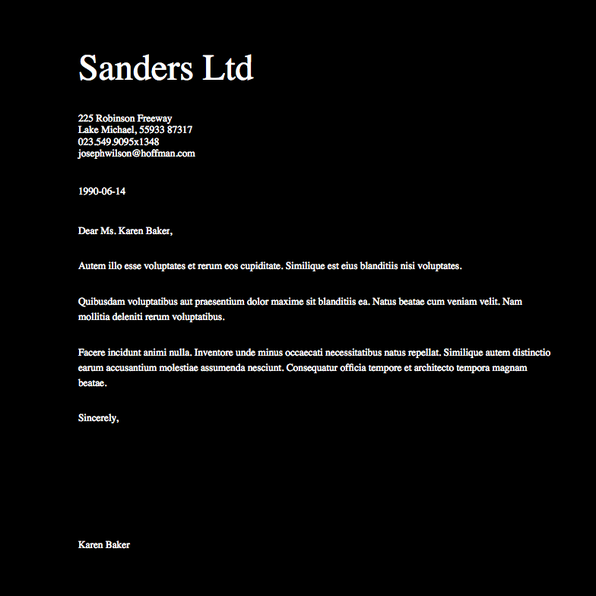 Sanders Ltd
225 Robinson Freeway
Lake Michael, 55933 87317
023.549.9095x1348
josephwilson@hoffman.com
1990-06-14
Dear Ms. Karen Baker,
Autem illo esse voluptates et rerum eos cupiditate. Similique est eius blanditiis nisi voluptates.
Quibusdam voluptatibus aut praesentium dolor maxime sit blanditiis ea. Natus beatae cum veniam velit. Nam
mollitia deleniti rerum voluptatibus.
Facere incidunt animi nulla. Inventore unde minus occaecati necessitatibus natus repellat. Similique autem distinctio
earum accusantium molestiae assumenda nesciunt. Consequatur officia tempore et architecto tempora magnam
beatae.
Sincerely,
Karen Baker